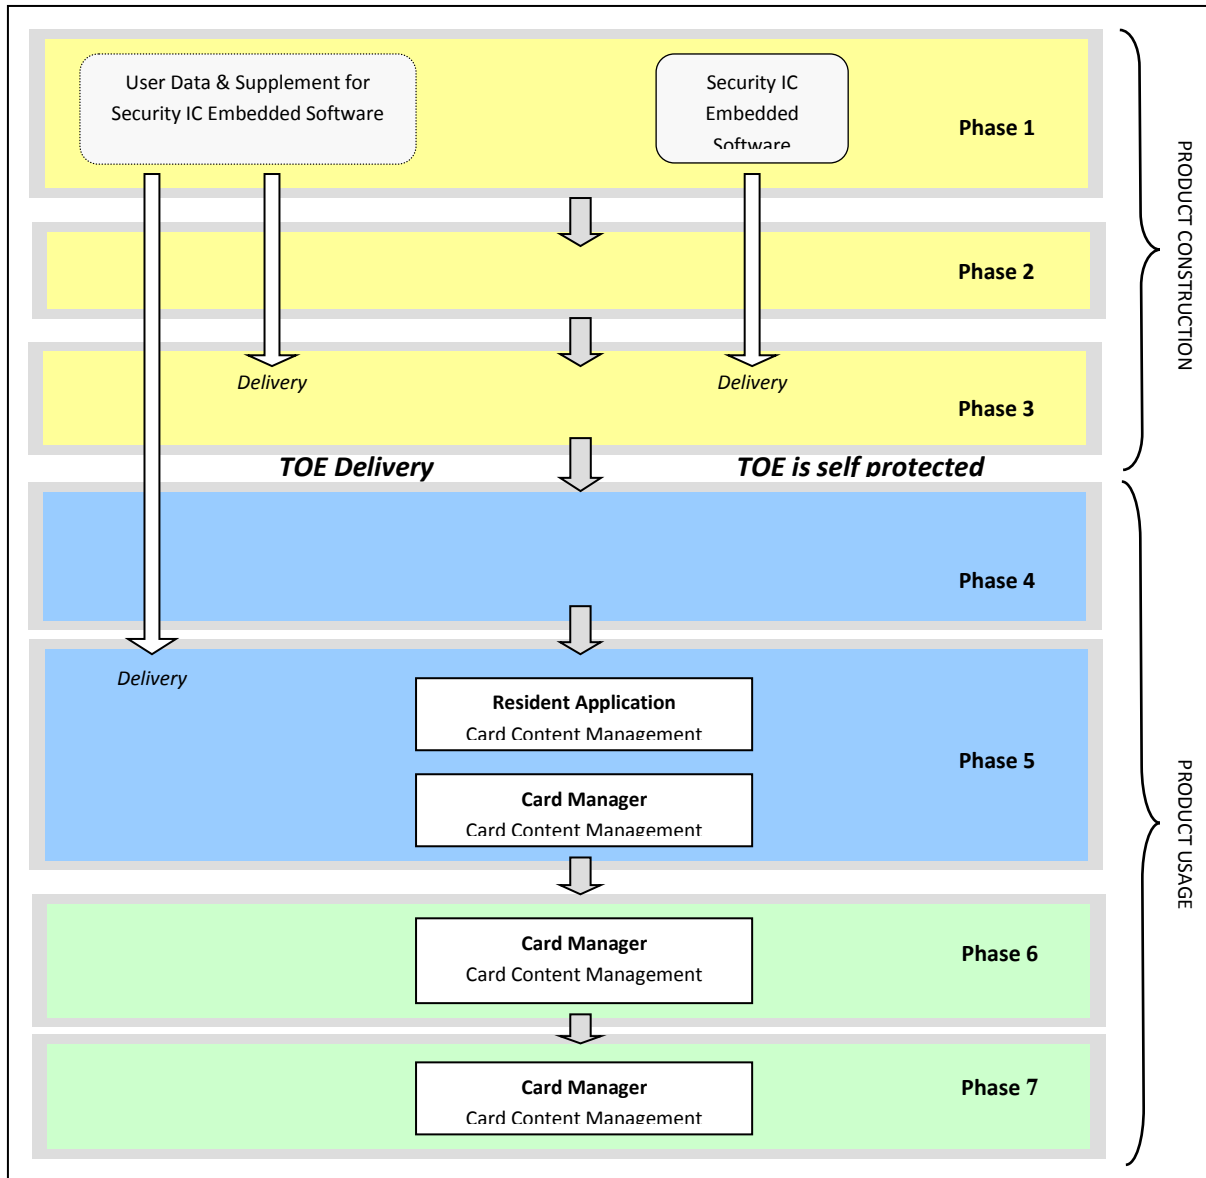 User Data & Supplement for
Security IC Embedded Software
Security IC
Embedded
Software
Phase 1
Phase 2
Delivery
Delivery
Phase 3
PRODUCT CONSTRUCTION
TOE Delivery
TOE is self protected
Phase 4
Delivery
Resident Application
Card Content Management
Phase 5
Card Manager
Card Content Management
PRODUCT USAGE
Card Manager
Card Content Management
Phase 6
Card Manager
Card Content Management
Phase 7